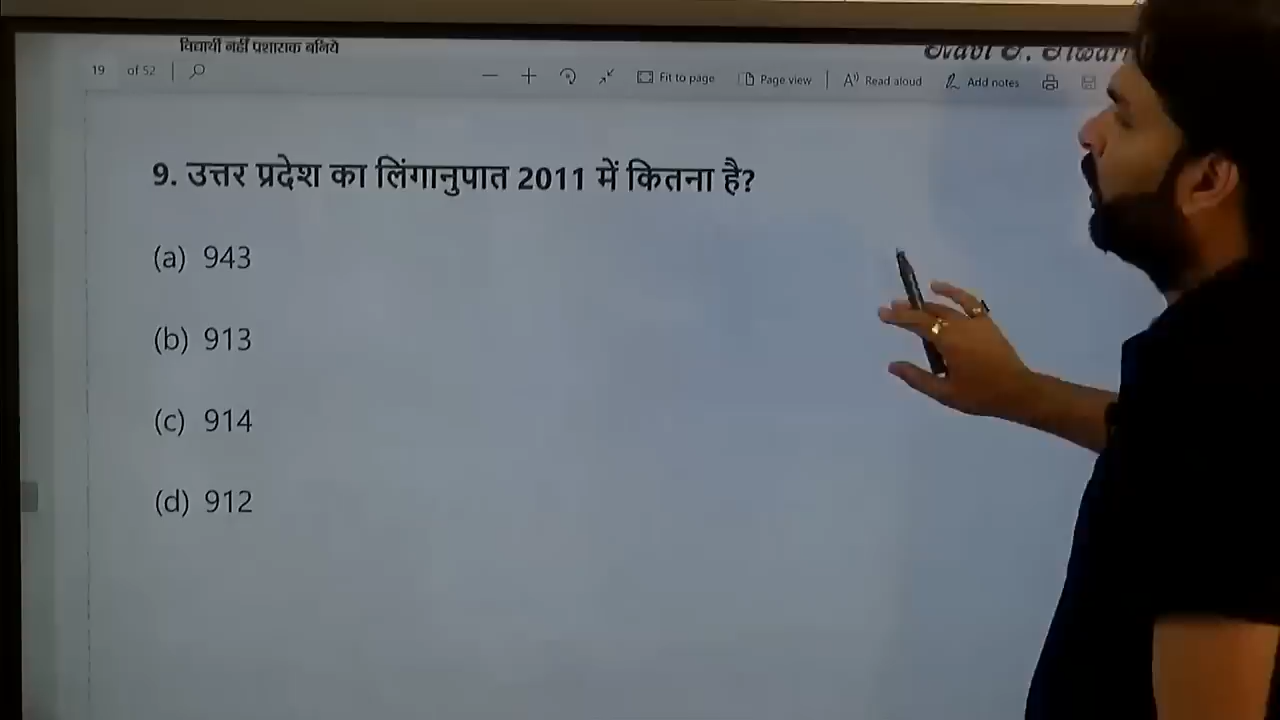 विद्यार्थी नहीं प्रशासक बनिये
19 of 52 Fit to page Page view Read aloud Add notes
9. उत्तर प्रदेश का लिंगानुपात 2011 में कितना है?
(a) 943
(b) 913
(c) 914
(d) 912